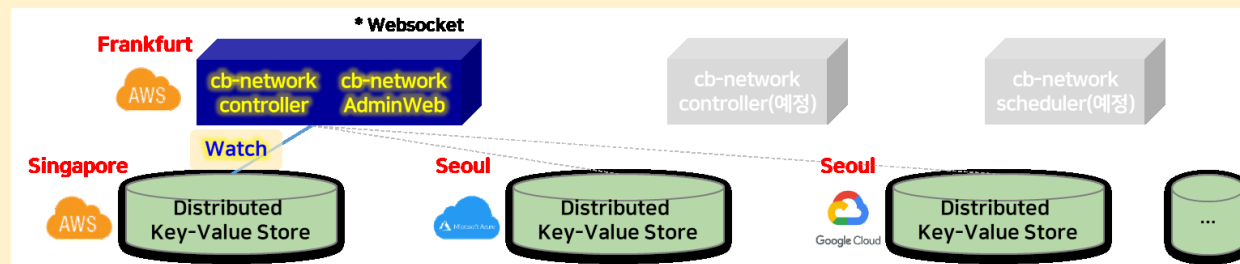 * Websocket
Frankfurt
AWS
cb-network
controller
cb-network
AdminWeb
cb-network
controller(예정)
cb-network
scheduler(예정)
Watch
Singapore
AWS
Distributed
Key-Value Store
Seoul
Microsoft Azure
Distributed
Key-Value Store
Seoul
Google Cloud
Distributed
Key-Value Store
...